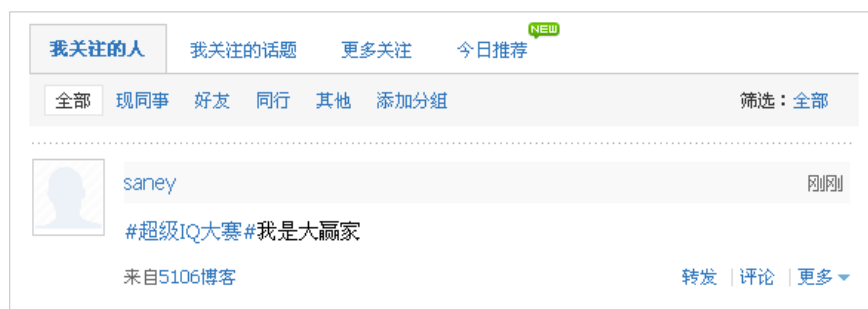 我关注的人 我关注的话题 更多关注 今日推荐 NEW
全部 现同事 好友 同行 其他 添加分组 筛选：全部
saney 刚刚
#超级IQ大赛#我是大赢家
来自5106博客 转发 | 评论 | 更多